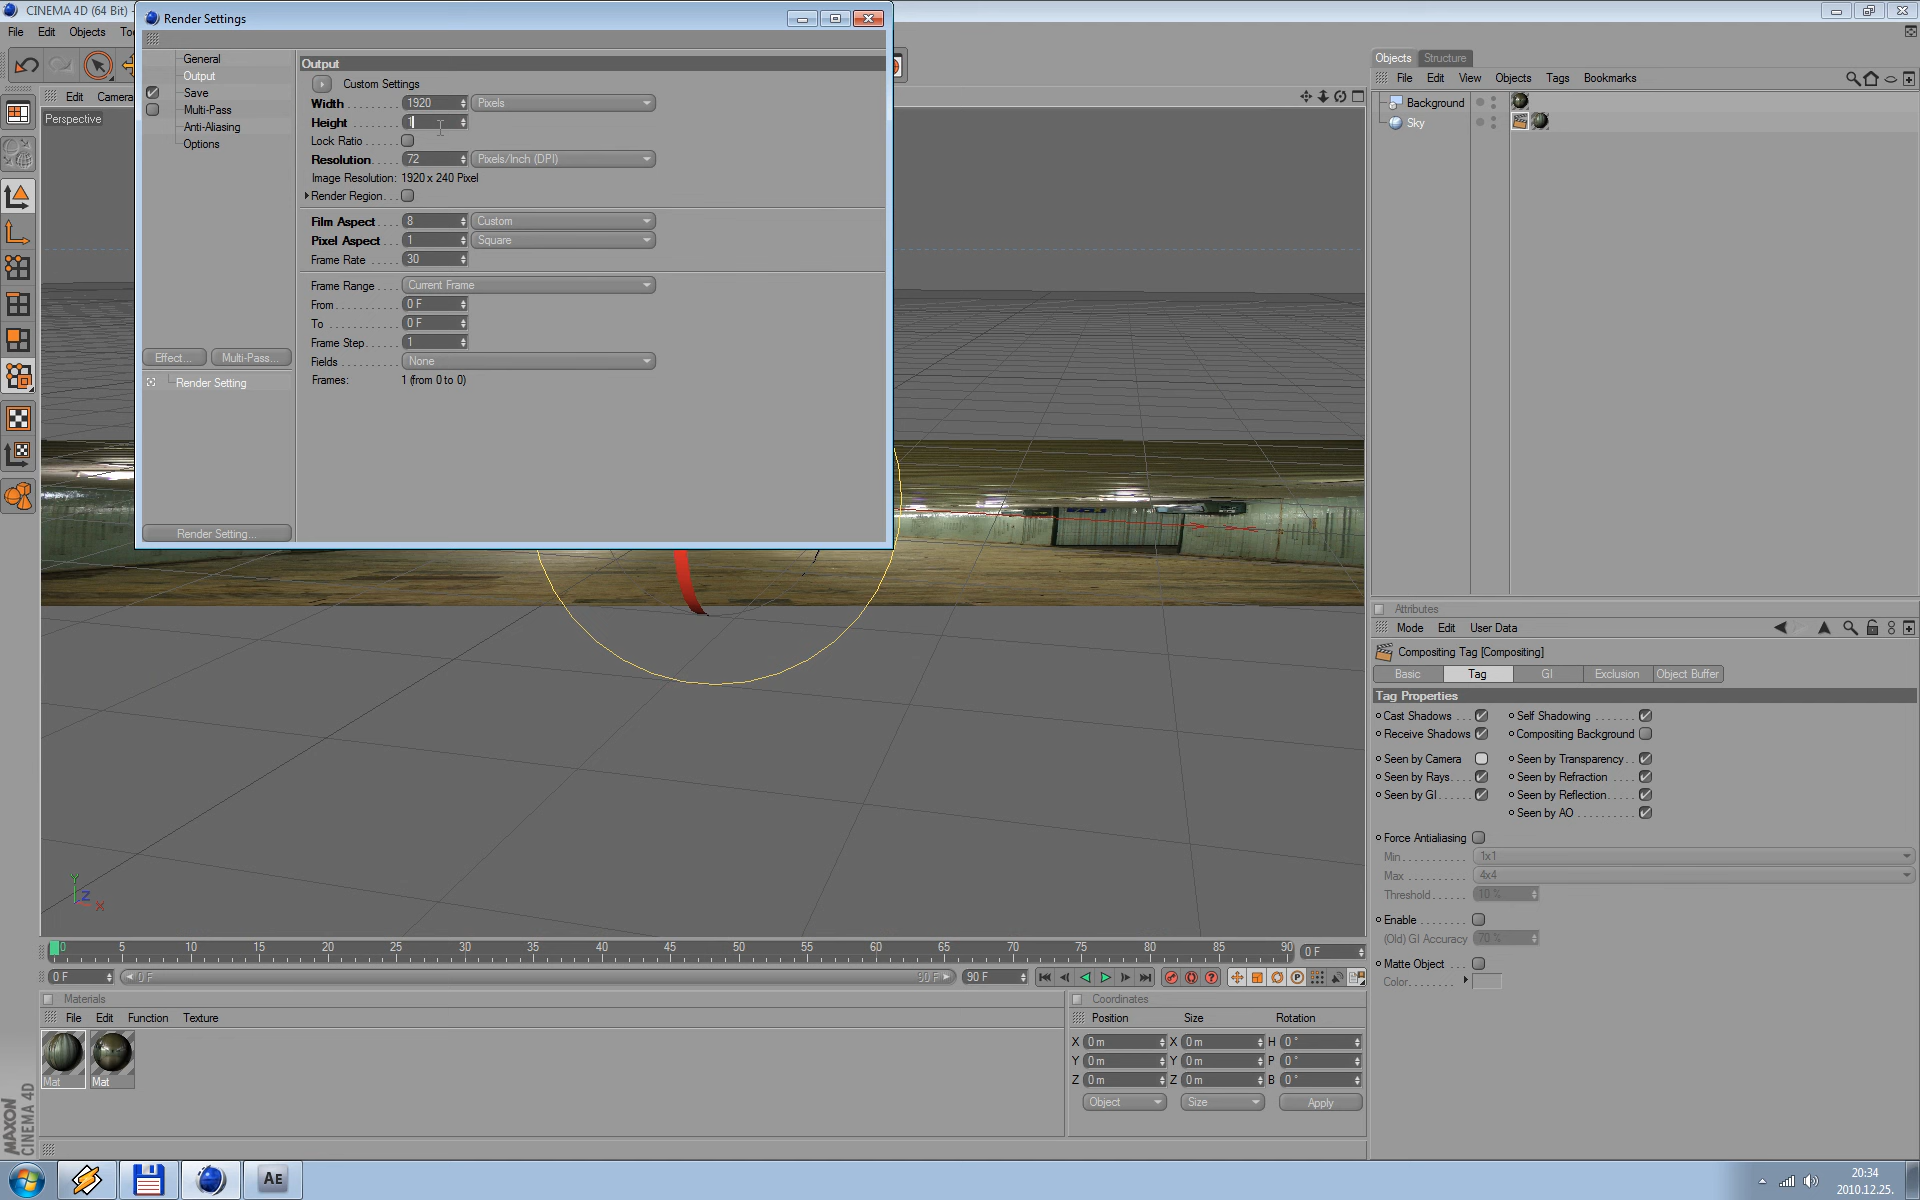 CINEMA 4D (64 Bit) -
Render Settings
File Edit Objects To
General
Output
Save
Multi-Pass
Anti-Aliasing
Options
Effect... Multi-Pass...
Render Setting
Render Setting...
Output
Custom Settings
Width 1920 Pixels
Height 1
Lock Ratio
Resolution 72 Pixels/Inch (DPI)
Image Resolution: 1920 x 240 Pixel
Render Region
Film Aspect 8 Custom
Pixel Aspect 1 Square
Frame Rate 30
Frame Range Current Frame
From 0 F
To 0 F
Frame Step 1
Fields None
Frames: 1 (from 0 to 0)
Edit Camera
Perspective
Y
Z
X
Objects Structure
File Edit View Objects Tags Bookmarks
Background
Sky
Attributes
Mode Edit User Data
Compositing Tag [Compositing]
Basic Tag GI Exclusion Object Buffer
Tag Properties
Cast Shadows Self Shadowing
Receive Shadows Compositing Background
Seen by Camera Seen by Transparency
Seen by Rays Seen by Refraction
Seen by GI Seen by Reflection
Seen by AO
Force Antialiasing
Min 1x1
Max 4x4
Threshold 10 %
Enable
(Old) GI Accuracy 70 %
Matte Object
Color
0 5 10 15 20 25 30 35 40 45 50 55 60 65 70 75 80 85 90 0 F
0 F 0 F 90 F 90 F
Materials
File Edit Function Texture
Mat Mat
Coordinates
Position Size Rotation
X 0 m X 0 m H 0 °
Y 0 m Y 0 m P 0 °
Z 0 m Z 0 m B 0 °
Object Size Apply
MAXON
CINEMA 4D
AE
20:34
2010.12.25.